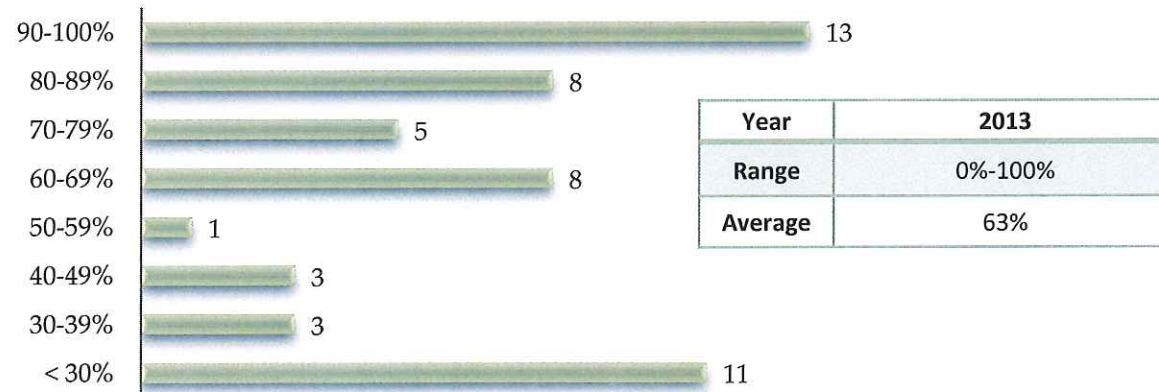 90-100% 13
80-89% 8
70-79% 5
60-69% 8
50-59% 1
40-49% 3
30-39% 3
< 30% 11
Year 2013
Range 0%-100%
Average 63%